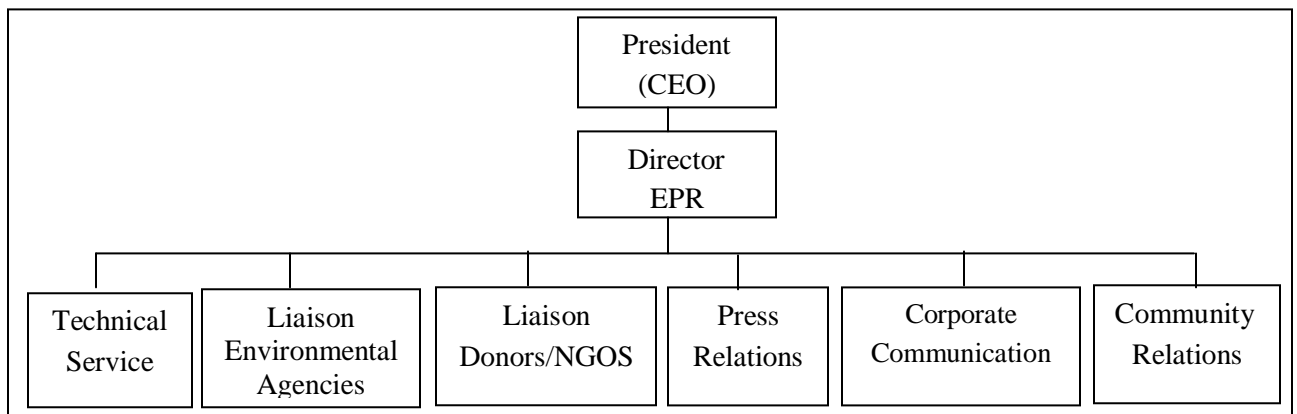 President
(CEO)
Director
EPR
Technical
Service
Liaison
Environmental
Agencies
Liaison
Donors/NGOS
Press
Relations
Corporate
Communication
Community
Relations